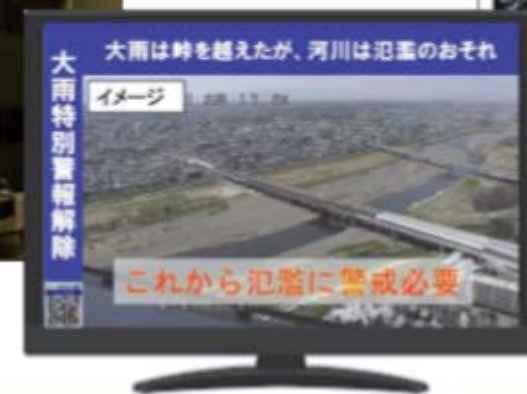 大雨は峠を越えたが、河川は氾濫のおそれ
大雨特別警報解除
イメージ
これから氾濫に警戒必要